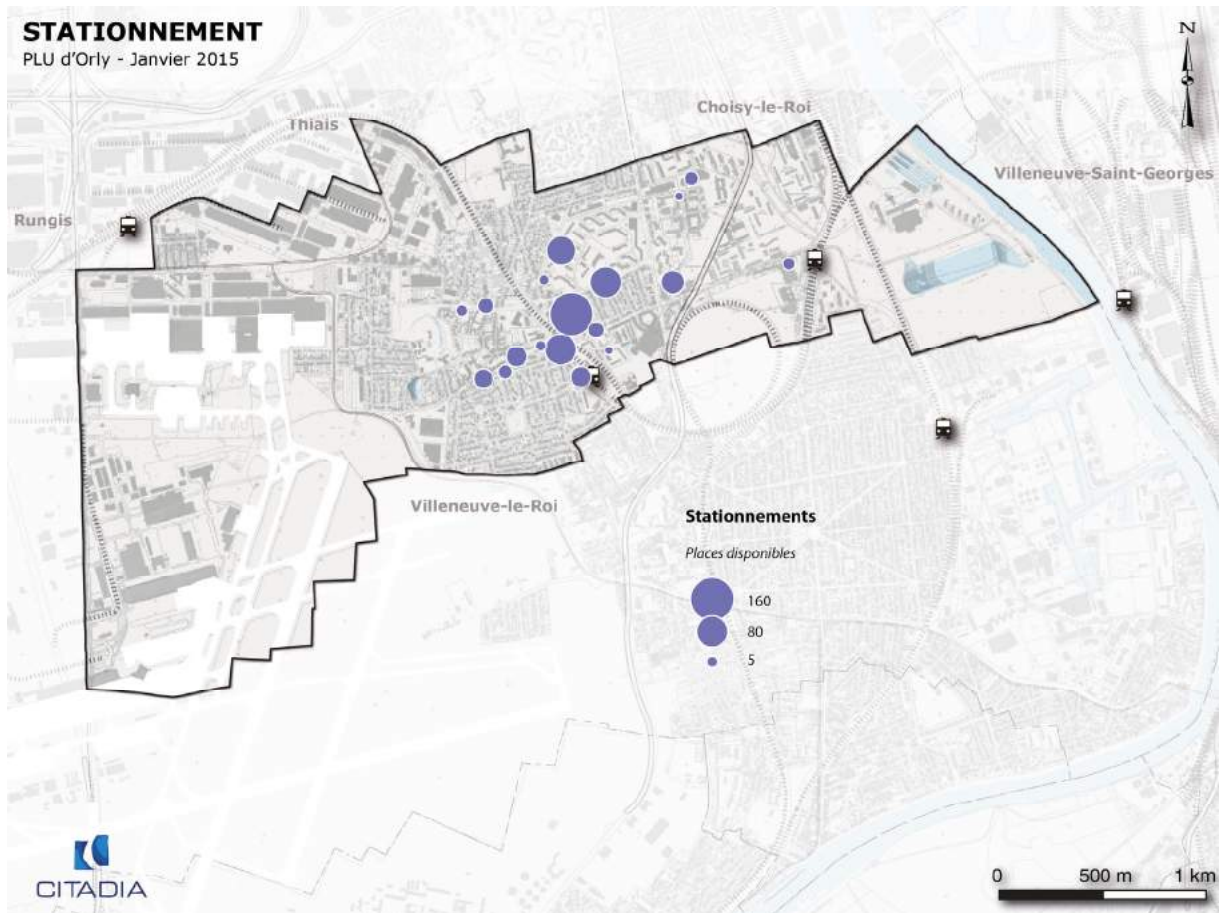 STATIONNEMENT
PLU d'Orly - Janvier 2015
N
Choisy-le-Roi
Thiais
Villeneuve-Saint-Georges
Rungis
Villeneuve-le-Roi
Stationnements
Places disponibles
160
80
5
CITADIA
0 500 m 1 km